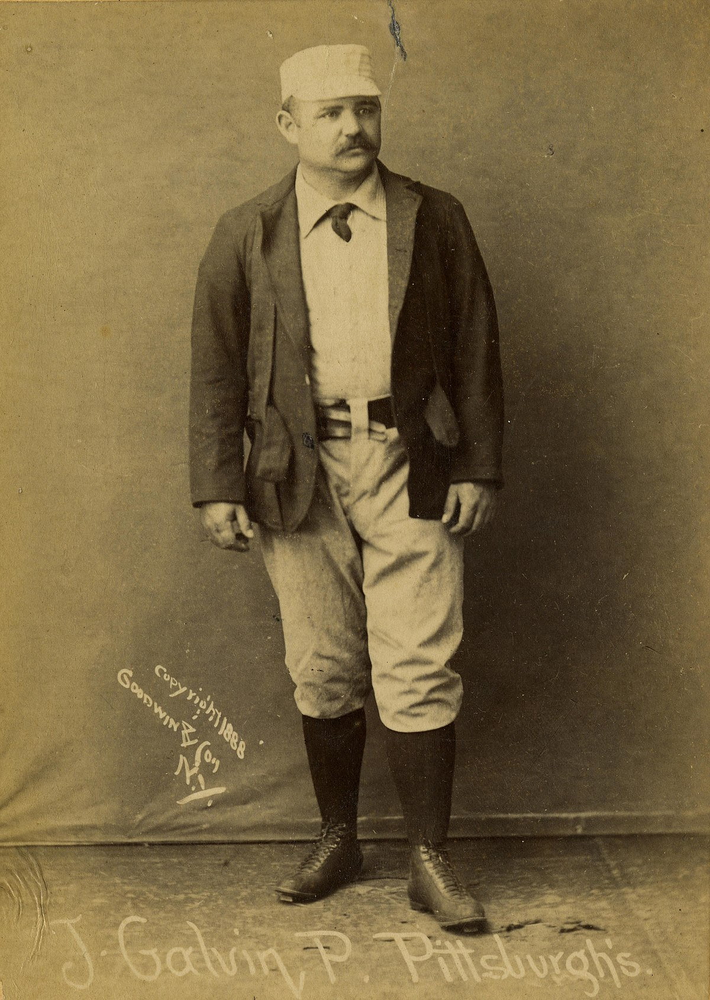 Copyright 1888
GOODWIN & Co.,
N.Y.
J. Galvin, P. Pittsburgh's.